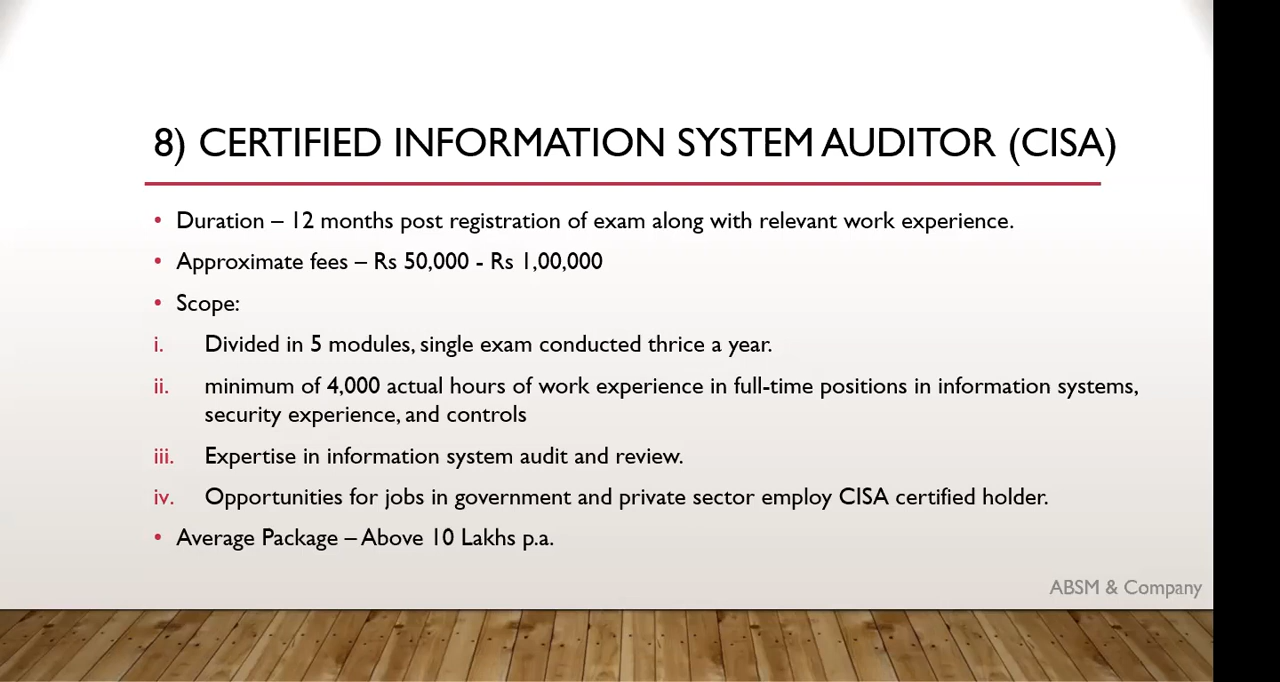 8) CERTIFIED INFORMATION SYSTEM AUDITOR (CISA)
• Duration – 12 months post registration of exam along with relevant work experience.
• Approximate fees – Rs 50,000 - Rs 1,00,000
• Scope:
i. Divided in 5 modules, single exam conducted thrice a year.
ii. minimum of 4,000 actual hours of work experience in full-time positions in information systems,
security experience, and controls
iii. Expertise in information system audit and review.
iv. Opportunities for jobs in government and private sector employ CISA certified holder.
• Average Package – Above 10 Lakhs p.a.
ABSM & Company